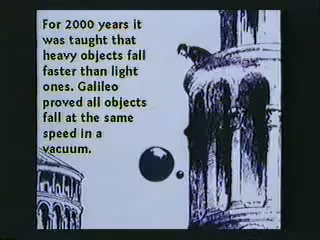 For 2000 years it
was taught that
heavy objects fall
faster than light
ones. Galileo
proved all objects
fall at the same
speed in a
vacuum.